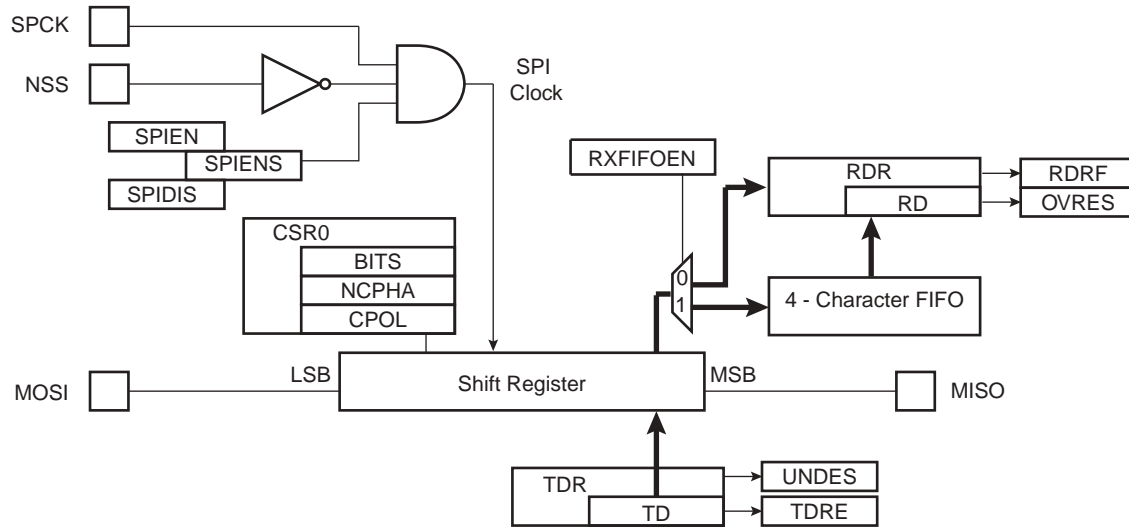 SPCK
NSS
SPI
Clock
SPIEN
SPIENS
SPIDIS
RXFIFOEN
RDR
RD
RDRF
OVRES
CSR0
BITS
NCPHA
CPOL
0
1
4 - Character FIFO
MOSI
LSB
Shift Register
MSB
MISO
TDR
TD
UNDES
TDRE